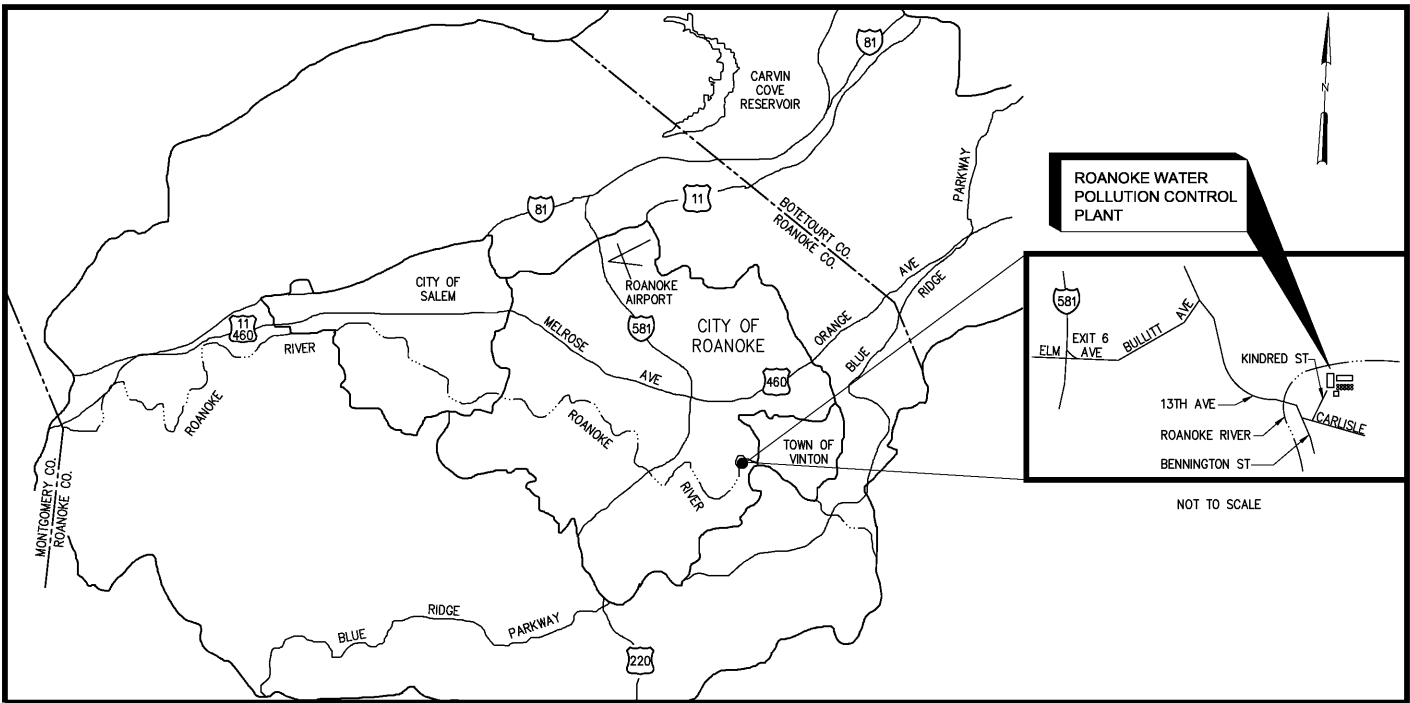 81
CARVIN
COVE
RESERVOIR
N
PARKWAY
ROANOKE WATER
POLLUTION CONTROL
PLANT
11
81
BOTETOURT CO.
ROANOKE CO.
CITY OF
SALEM
ROANOKE
AIRPORT
AVE
RIDGE
581
11
460
RIVER
MELROSE
AVE
581
CITY OF
ROANOKE
ORANGE
BLUE
460
ELM
EXIT 6
AVE
BULLITT
AVE
KINDRED ST
13TH AVE
CARLISLE
ROANOKE RIVER
BENNINGTON ST
ROANOKE
ROANOKE
RIVER
TOWN OF
VINTON
NOT TO SCALE
MONTGOMERY CO.
ROANOKE CO.
BLUE
RIDGE
PARKWAY
220